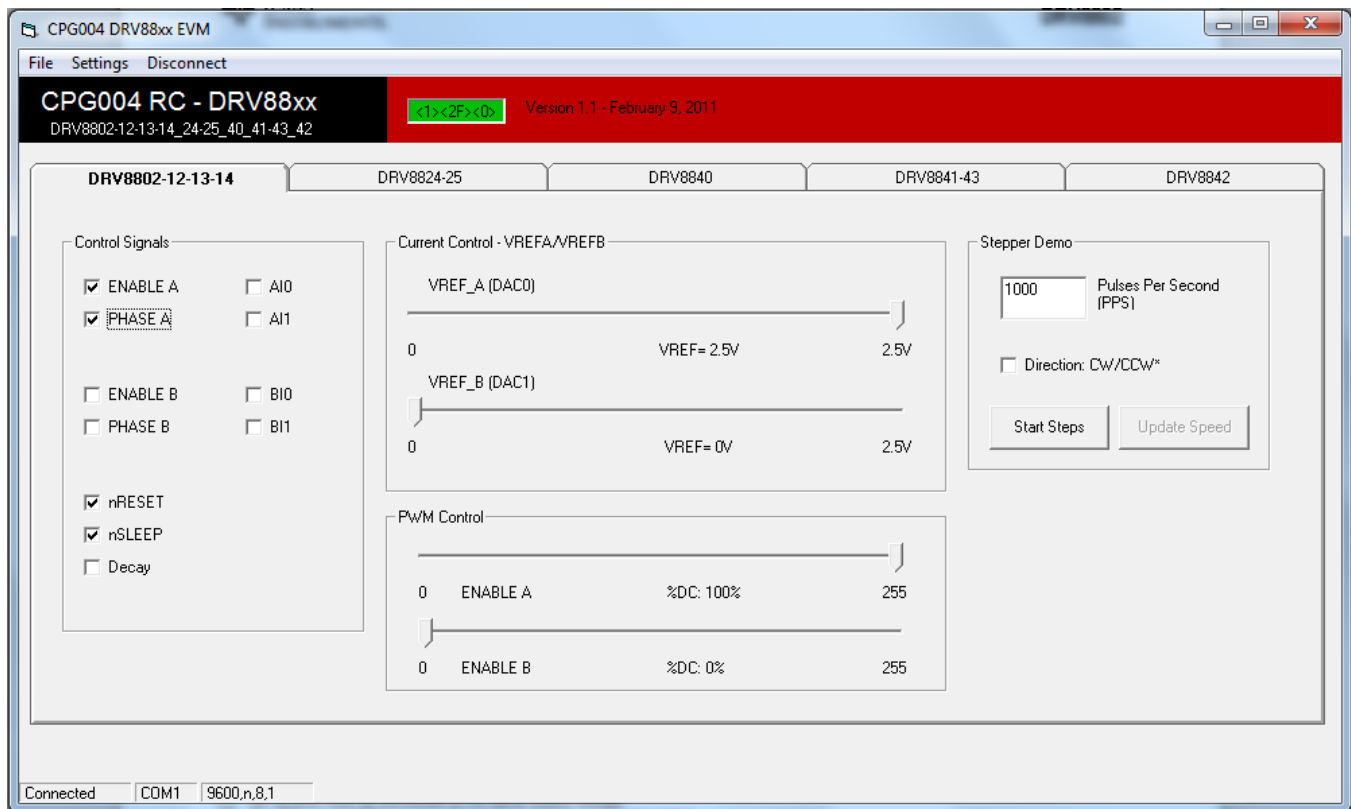 CPG004 DRV88xx EVM
File Settings Disconnect
CPG004 RC - DRV88xx
DRV8802-12-13-14_24-25_40_41-43_42
<1><2F><0>
Version 1.1 - February 9, 2011
DRV8802-12-13-14 DRV8824-25 DRV8840 DRV8841-43 DRV8842
Control Signals
ENABLE A AI0
PHASE A AI1
ENABLE B BI0
PHASE B BI1
nRESET
nSLEEP
Decay
Current Control - VREFA/VREFB
VREF_A (DAC0)
0 VREF= 2.5V 2.5V
VREF_B (DAC1)
0 VREF= 0V 2.5V
PWM Control
0 ENABLE A %DC: 100% 255
0 ENABLE B %DC: 0% 255
Stepper Demo
1000 Pulses Per Second
(PPS)
Direction: CW/CCW*
Start Steps Update Speed
Connected COM1 9600,n,8,1